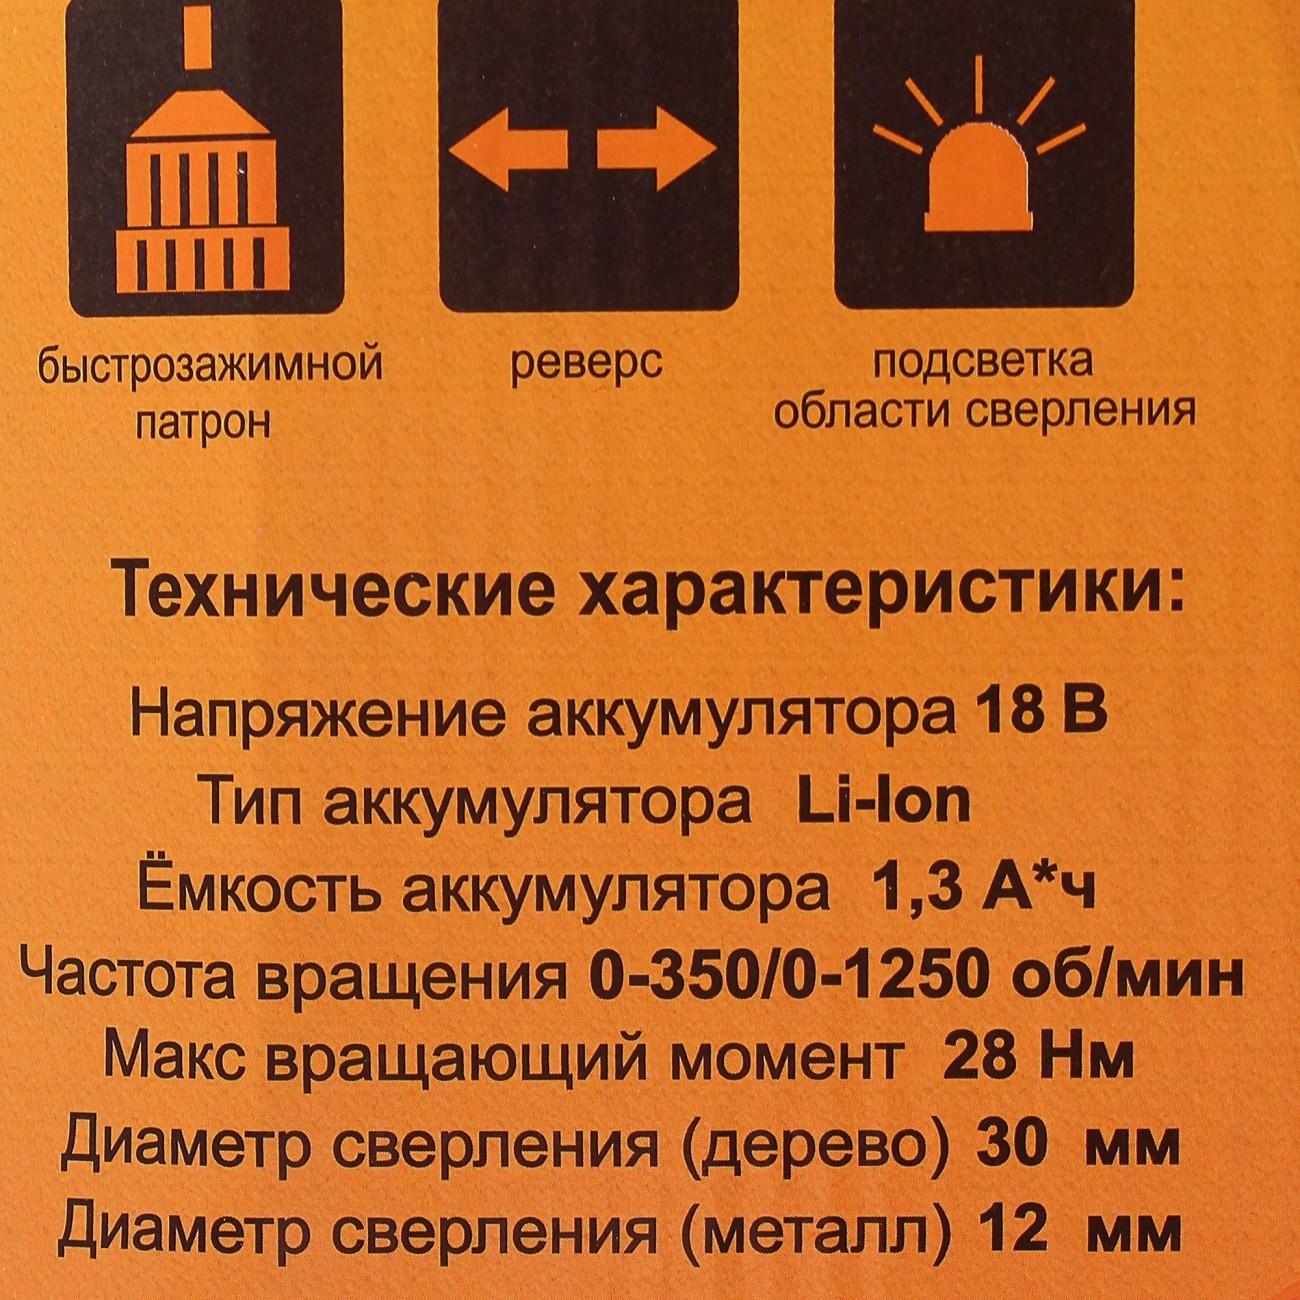 быстрозажимной
патрон
реверс
подсветка
области сверления
Технические характеристики:
Напряжение аккумулятора 18 В
Тип аккумулятора Li-Ion
Ёмкость аккумулятора 1,3 А*ч
Частота вращения 0-350/0-1250 об/мин
Макс вращающий момент 28 Нм
Диаметр сверления (дерево) 30 мм
Диаметр сверления (металл) 12 мм